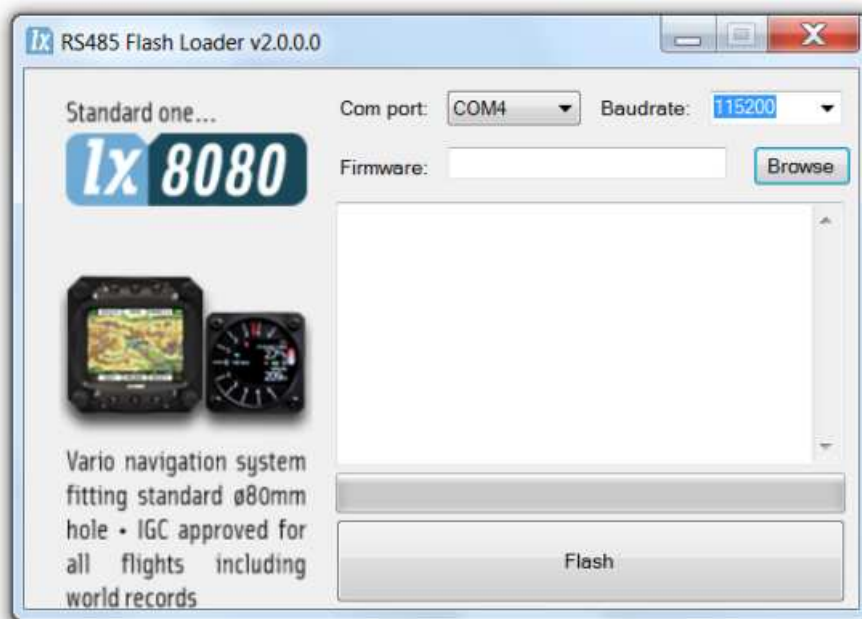 lx RS485 Flash Loader v2.0.0.0
Standard one...
lx 8080
Vario navigation system
fitting standard ø80mm
hole • IGC approved for
all flights including
world records
Com port: COM4 Baudrate: 115200
Firmware: Browse
Flash